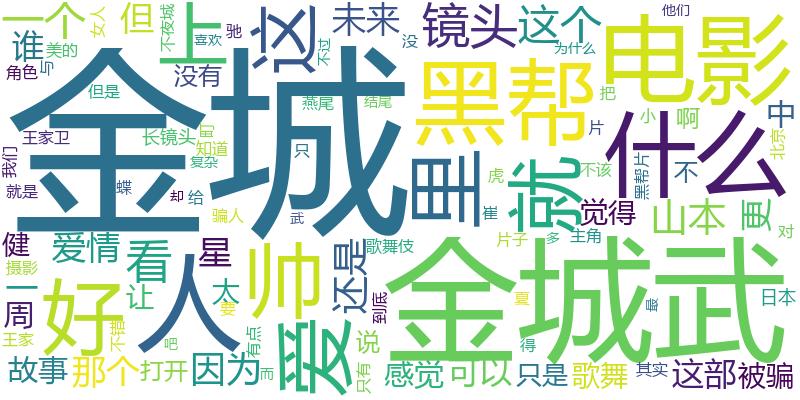 一个
但
上
这
未来
没
镜头
这个
为什么
他们
电影
谁
美的
女人
不夜城
喜欢
驰
不过
与
角色
没有
但是
燕尾
结尾
黑帮
把
片
小
啊
中
北京
什么
金城
王家卫
长镜头
知道
复杂
只
里
就
虎
不该
黑帮片
不
我们
就是
蝶
却
给
骗人
武
崔
觉得
山本
更
对
健
爱情
看
星
还是
歌舞伎
片子
多
主角
摄影
一
让
太
要
帅
到底
金城武
日本
周
好
人
王家
不错
有点
爱
说
夏
最
吧
得
故事
那个
打开
因为
而
只有
感觉
可以
只是
歌舞
其实
这部
被骗